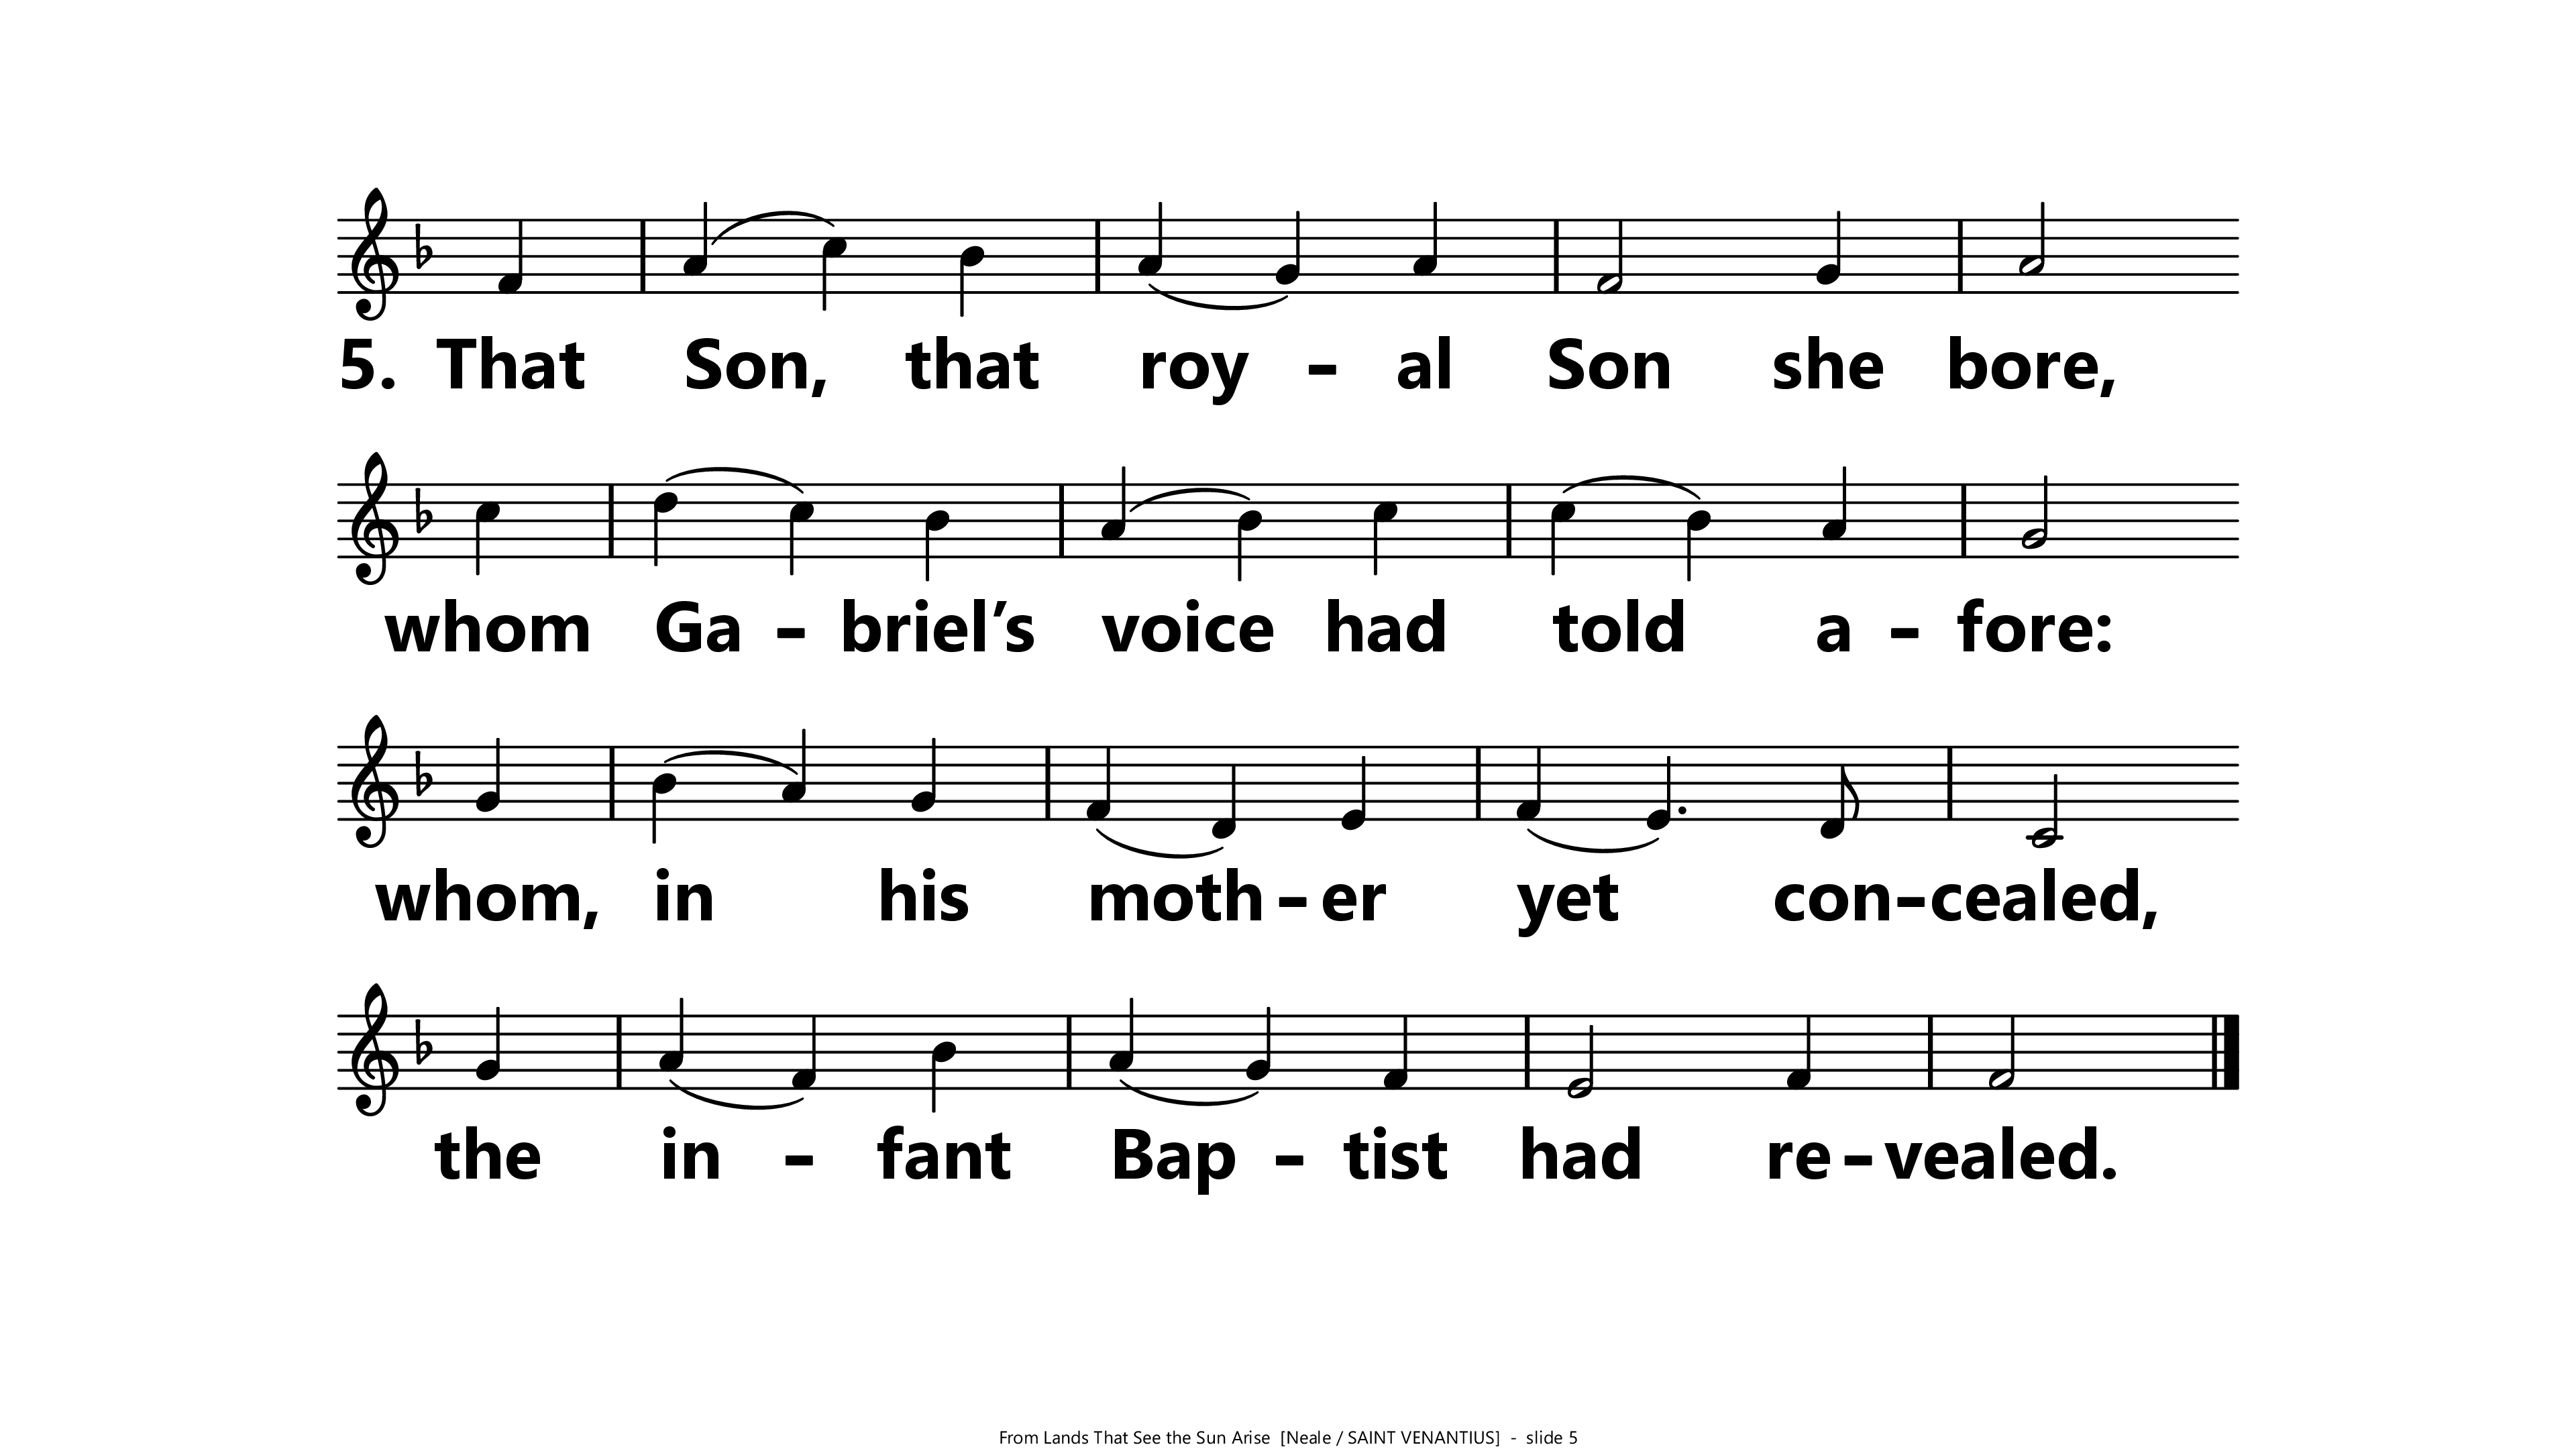 5. That Son, that roy - al Son she bore,
whom Ga - briel’s voice had told a - fore:
whom, in his moth - er yet con - cealed,
the in - fant Bap - tist had re - vealed.
From Lands That See the Sun Arise [Neale / SAINT VENANTIUS] - slide 5